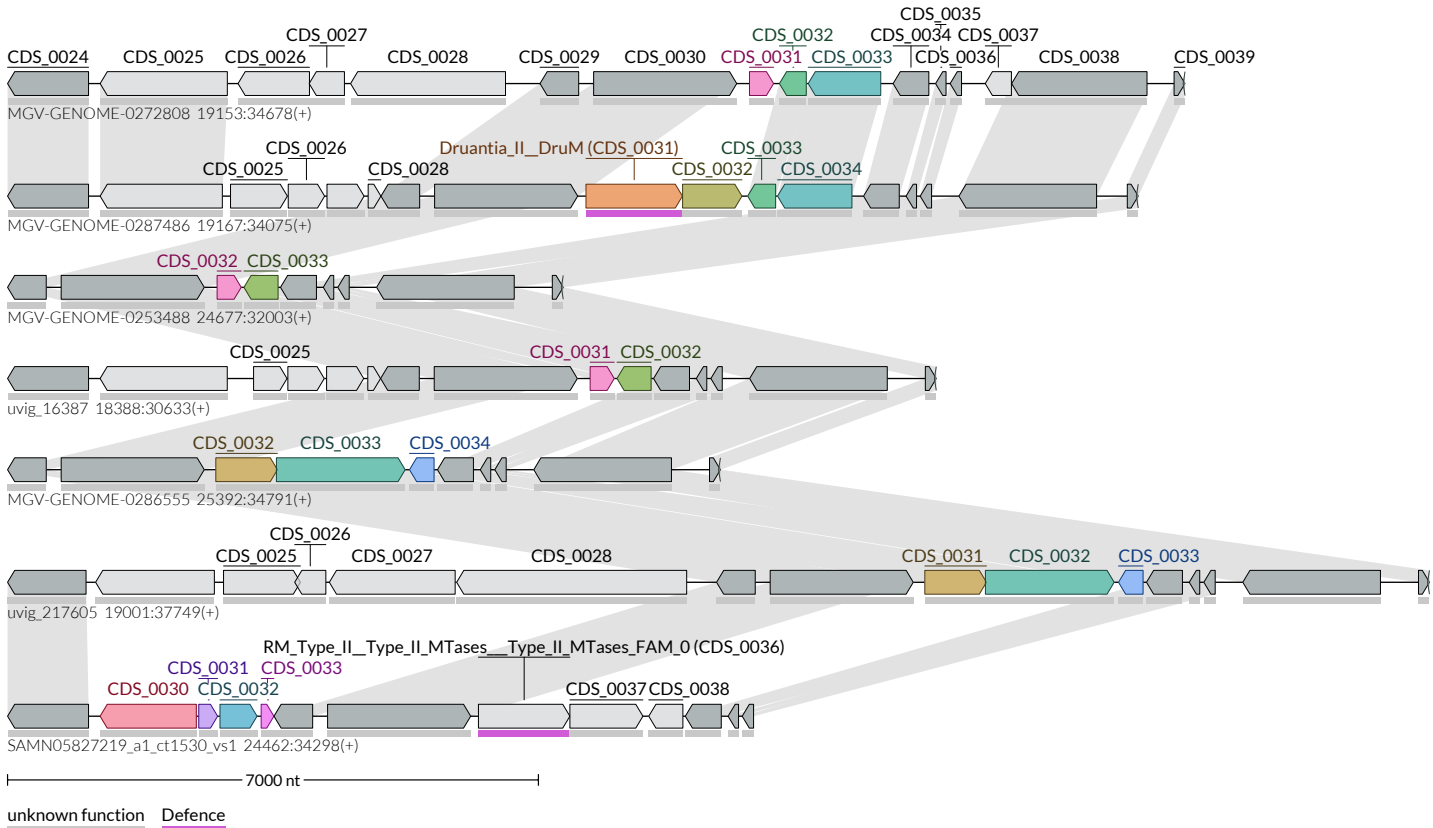 CDS_0035
CDS_0027 CDS_0032 CDS_0034 CDS_0037
CDS_0024 CDS_0025 CDS_0026 CDS_0028 CDS_0029 CDS_0030 CDS_0031 CDS_0033 CDS_0036 CDS_0038 CDS_0039
MGV-GENOME-0272808 19153:34678(+)
CDS_0026 Druantia_II__DruM (CDS_0031) CDS_0033
CDS_0025 CDS_0028 CDS_0032 CDS_0034
MGV-GENOME-0287486 19167:34075(+)
CDS_0032 CDS_0033
MGV-GENOME-0253488 24677:32003(+)
CDS_0025 CDS_0031 CDS_0032
uvig_16387 18388:30633(+)
CDS_0032 CDS_0033 CDS_0034
MGV-GENOME-0286555 25392:34791(+)
CDS_0026
CDS_0025 CDS_0027 CDS_0028 CDS_0031 CDS_0032 CDS_0033
uvig_217605 19001:37749(+)
RM_Type_II__Type_II_MTases___Type_II_MTases_FAM_0 (CDS_0036)
CDS_0031 CDS_0033
CDS_0030 CDS_0032 CDS_0037 CDS_0038
SAMN05827219_a1_ct1530_vs1 24462:34298(+)
7000 nt
unknown function Defence